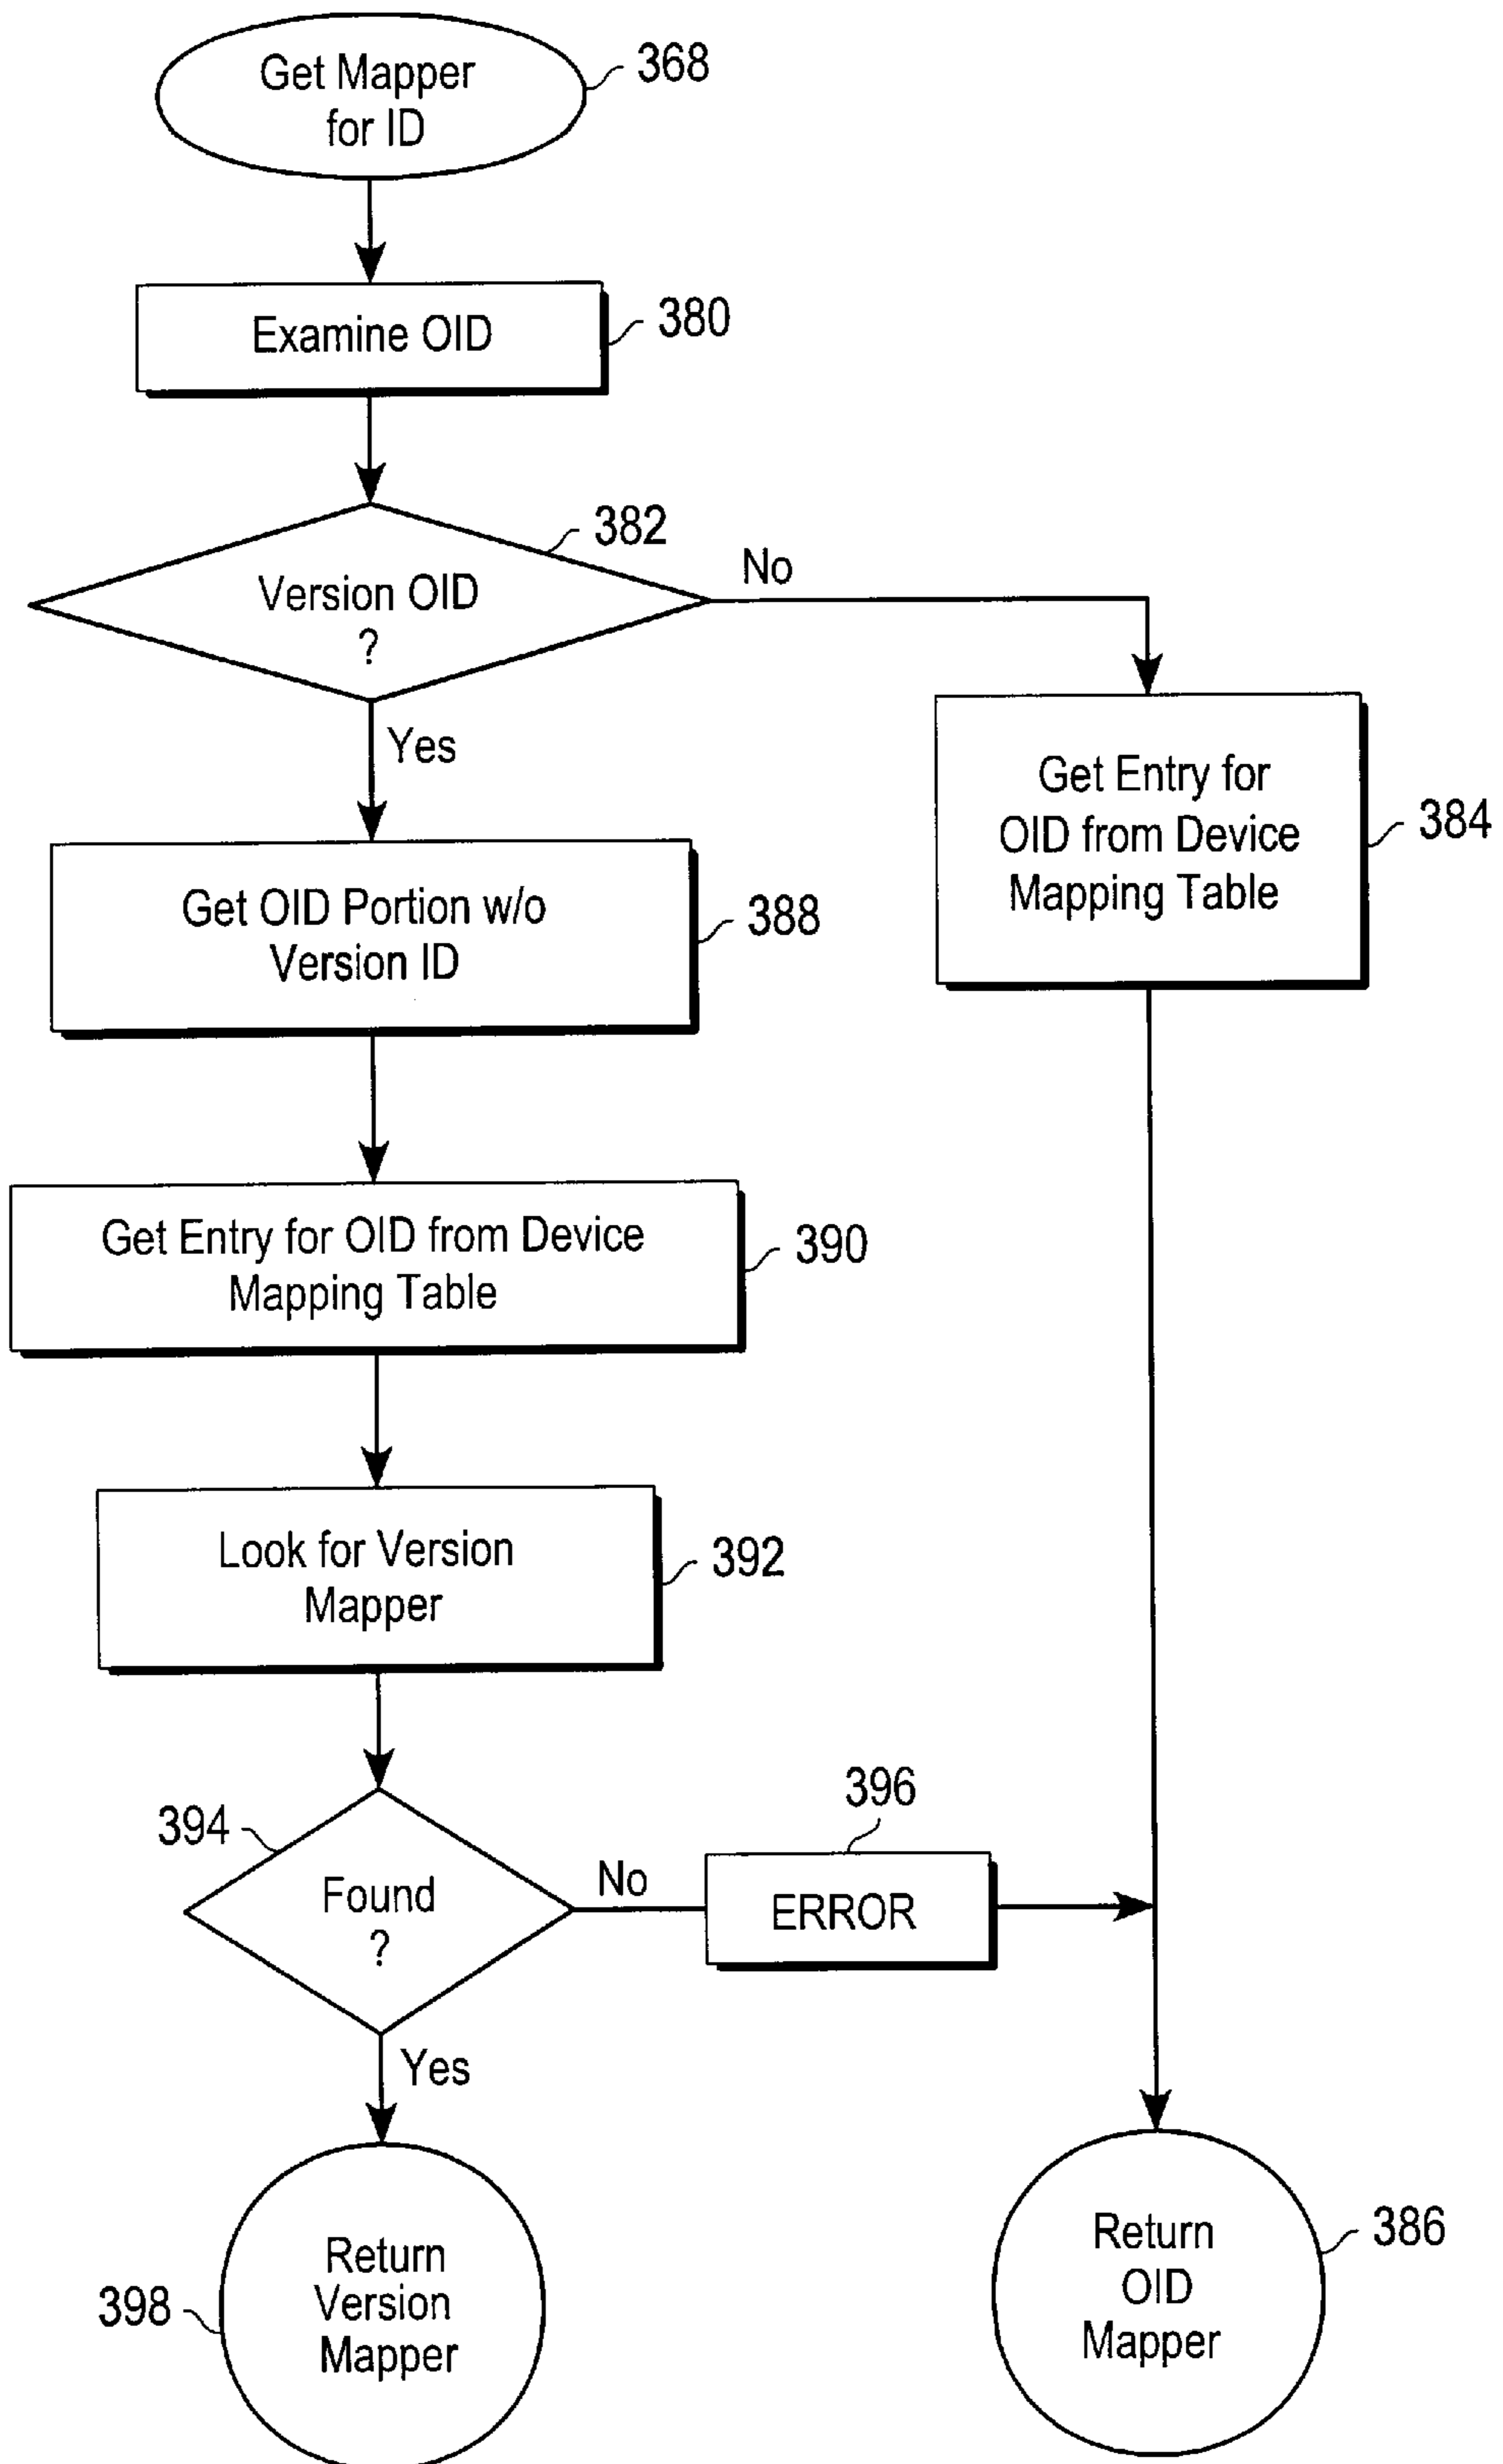 Get Mapper
for ID
368
Examine OID
380
382
Version OID
?
No
Yes
Get Entry for
OID from Device
Mapping Table
384
Get OID Portion w/o
Version ID
388
Get Entry for OID from Device
Mapping Table
390
Look for Version
Mapper
392
394
Found
?
No
396
ERROR
Yes
Return
Version
Mapper
398
Return
OID
Mapper
386